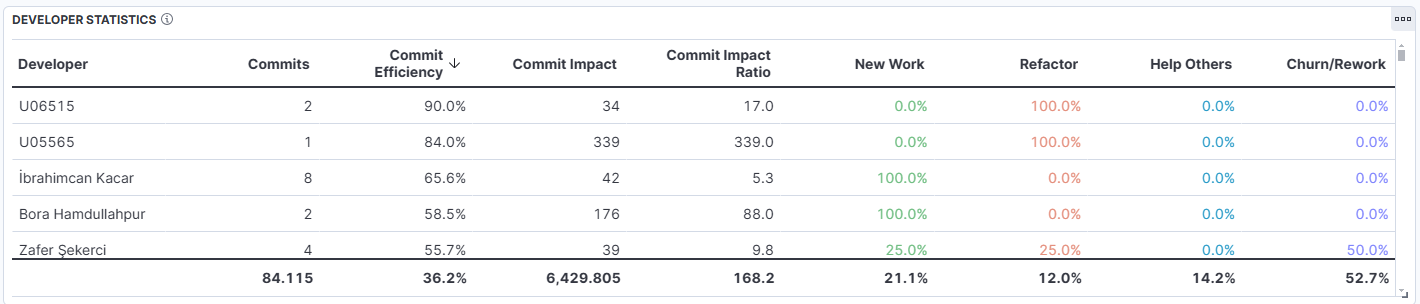 DEVELOPER STATISTICS
Developer Commits Commit Efficiency ↓ Commit Impact Commit Impact Ratio New Work Refactor Help Others Churn/Rework
U06515 2 90.0% 34 17.0 0.0% 100.0% 0.0% 0.0%
U05565 1 84.0% 339 339.0 0.0% 100.0% 0.0% 0.0%
İbrahimcan Kacar 8 65.6% 42 5.3 100.0% 0.0% 0.0% 0.0%
Bora Hamdullahpur 2 58.5% 176 88.0 100.0% 0.0% 0.0% 0.0%
Zafer Şekerci 4 55.7% 39 9.8 25.0% 25.0% 0.0% 50.0%
84.115 36.2% 6,429.805 168.2 21.1% 12.0% 14.2% 52.7%